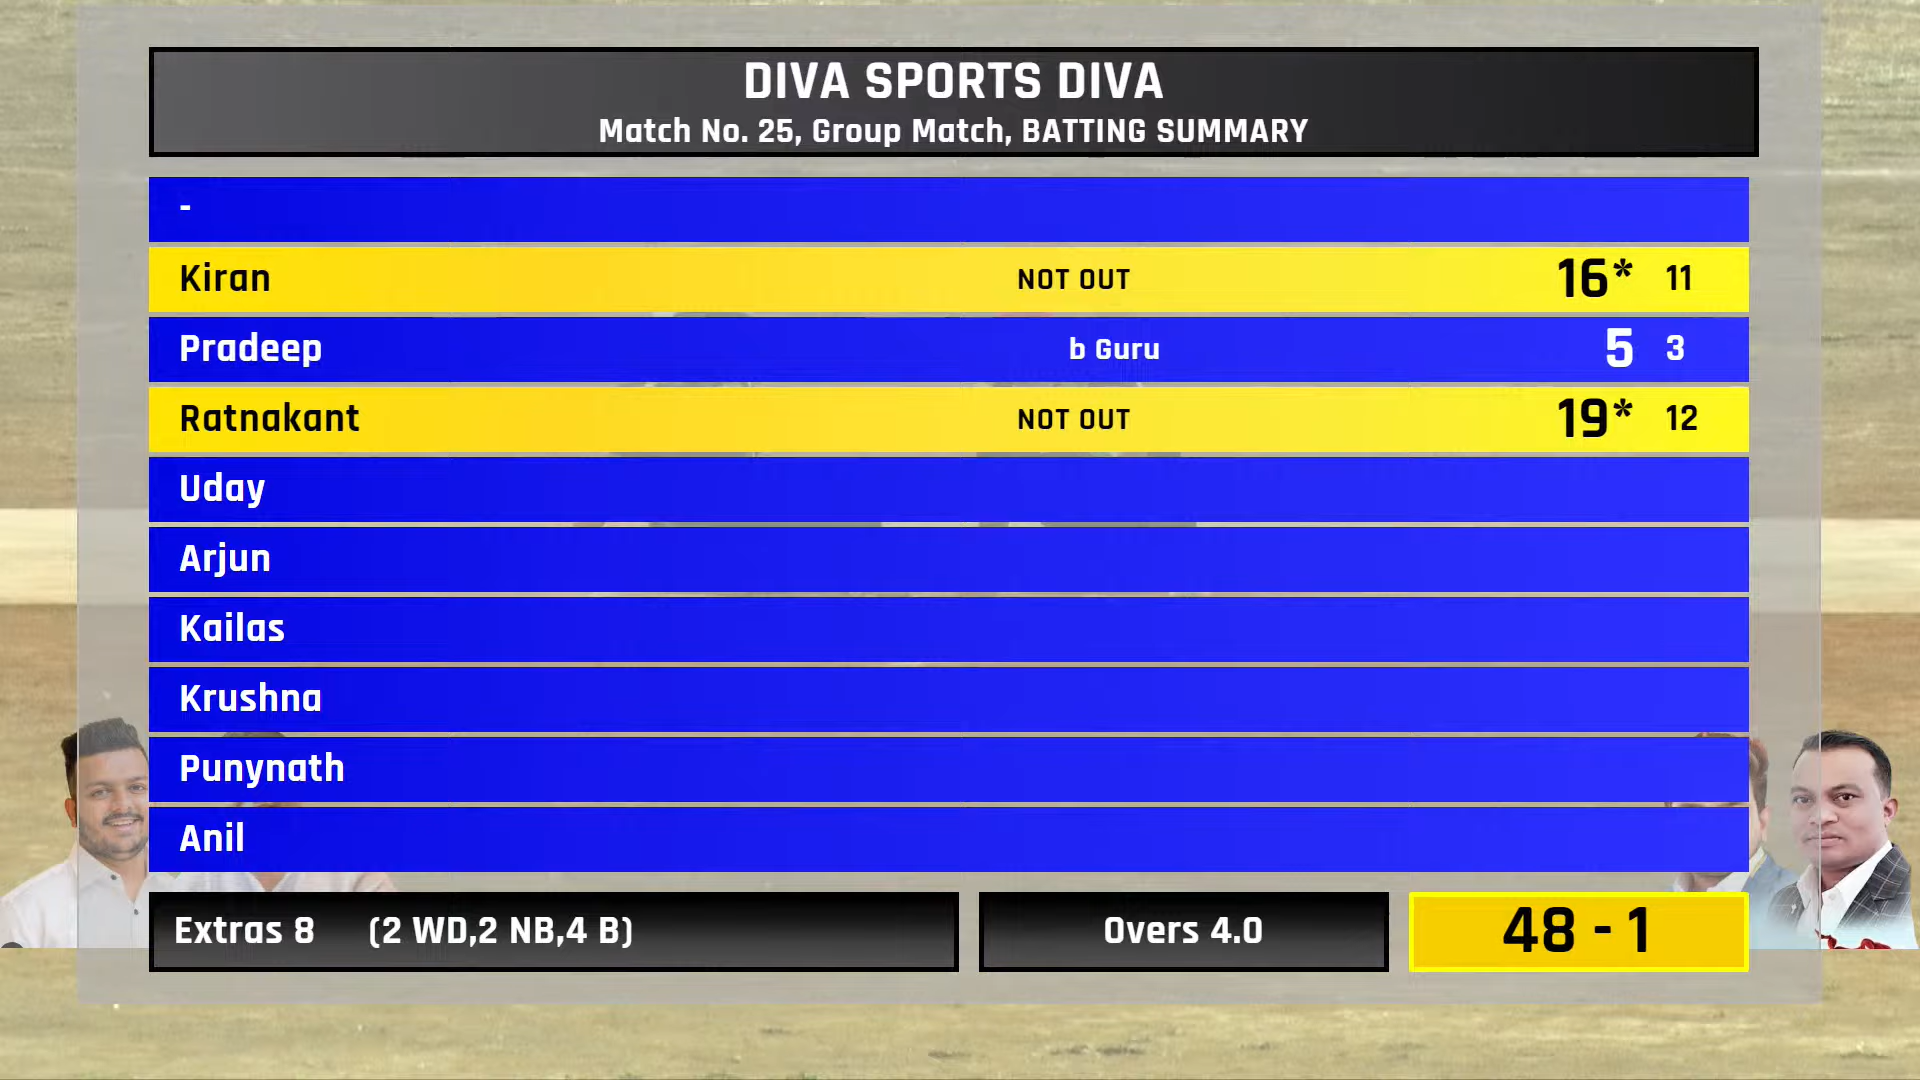 DIVA SPORTS DIVA
Match No. 25, Group Match, BATTING SUMMARY
-
Kiran NOT OUT 16* 11
Pradeep b Guru 5 3
Ratnakant NOT OUT 19* 12
Uday
Arjun
Kailas
Krushna
Punynath
Anil
Extras 8 (2 WD,2 NB,4 B) Overs 4.0 48 - 1